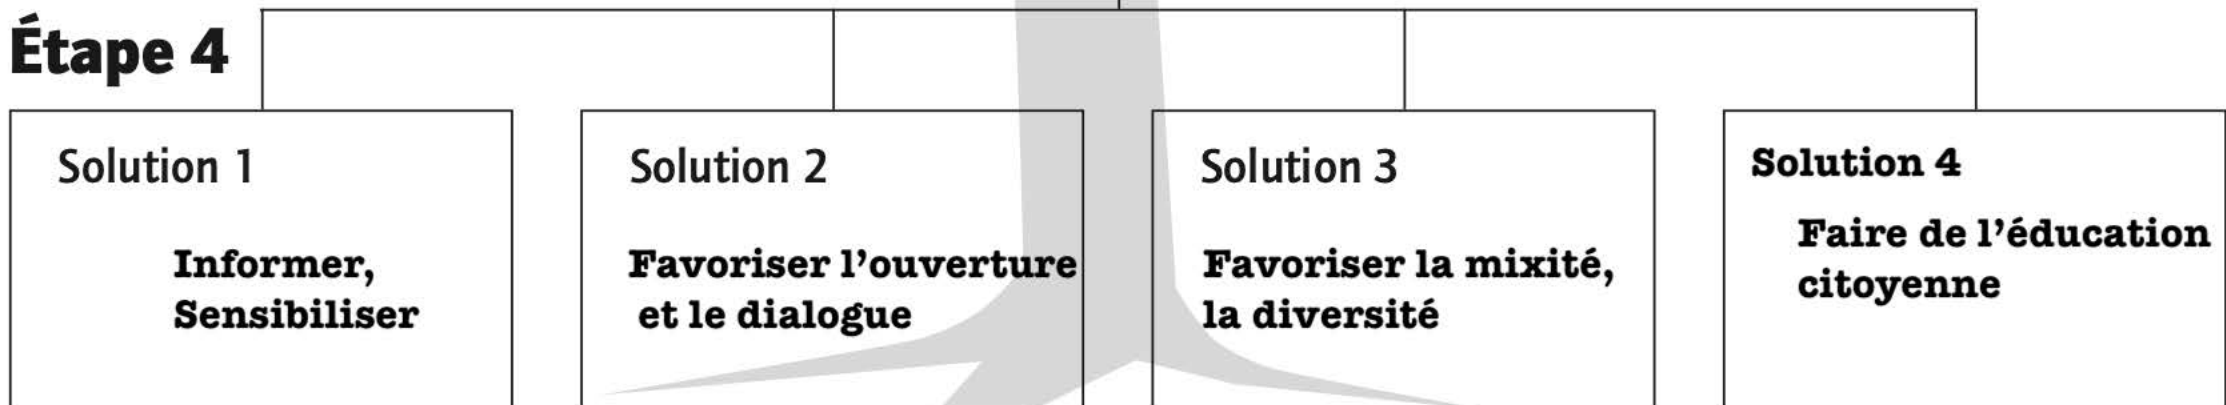 Étape 4
Solution 1
Informer,
Sensibiliser
Solution 2
Favoriser l'ouverture
et le dialogue
Solution 3
Favoriser la mixité,
la diversité
Solution 4
Faire de l'éducation
citoyenne